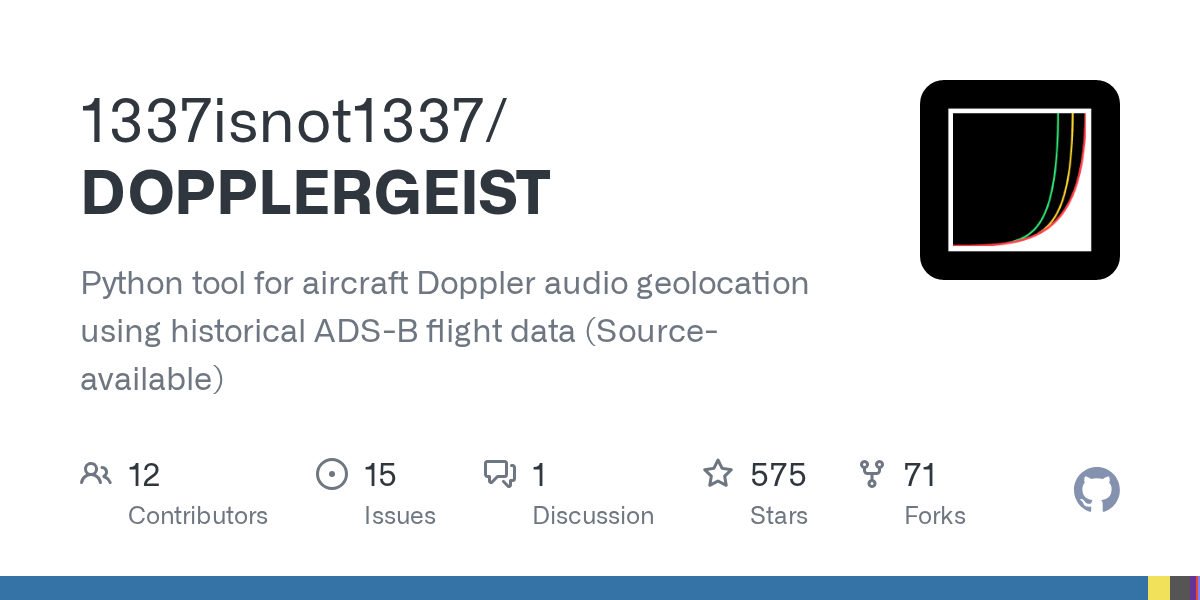 1337isnot1337/
DOPPLERGEIST
Python tool for aircraft Doppler audio geolocation
using historical ADS-B flight data (Source-
available)
12 15 1 575 71
Contributors Issues Discussion Stars Forks